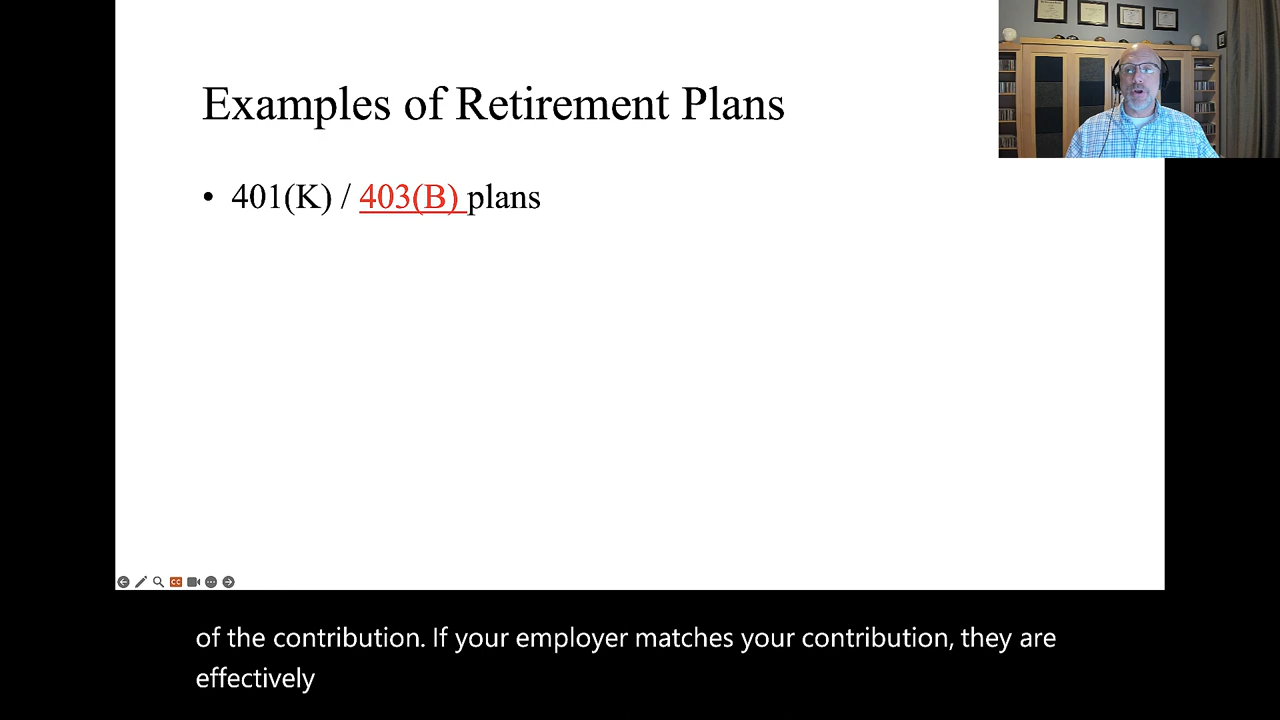 Examples of Retirement Plans
• 401(K) / 403(B) plans
CC
of the contribution. If your employer matches your contribution, they are
effectively